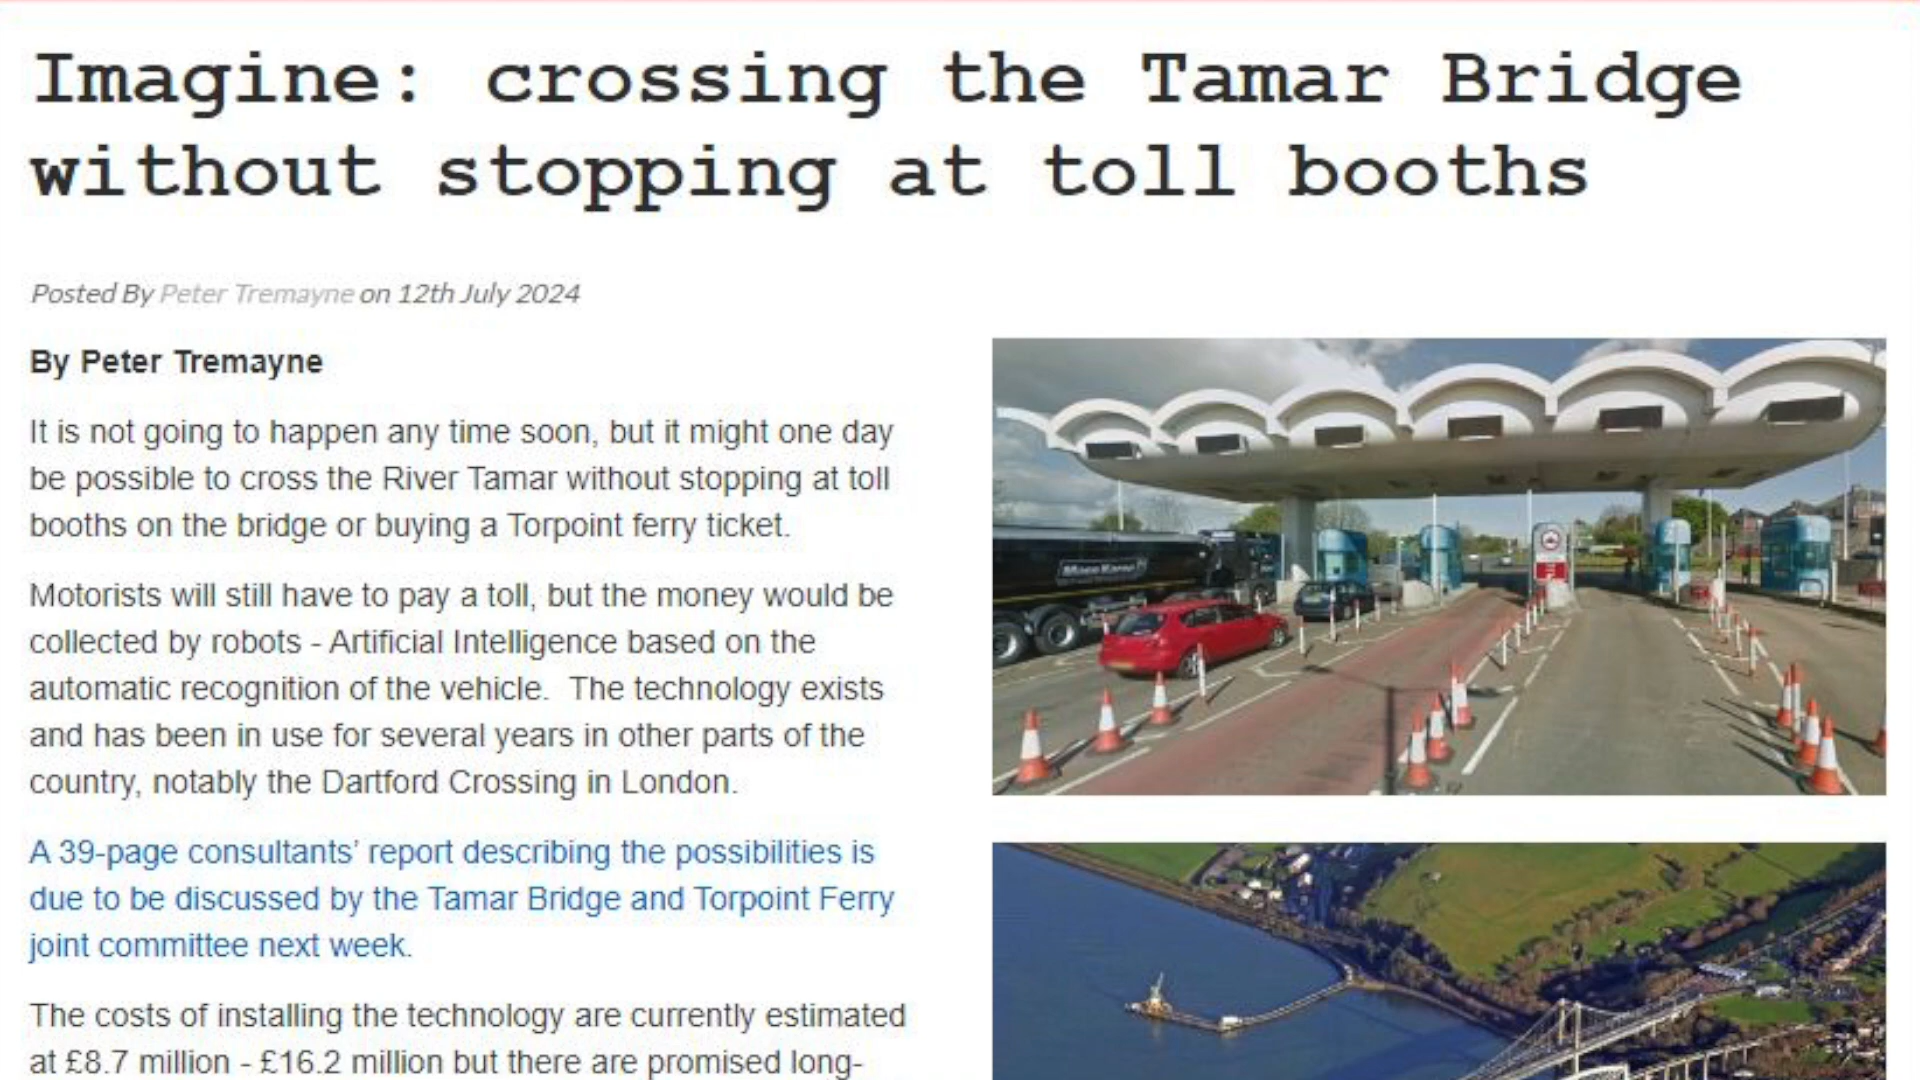 Imagine: crossing the Tamar Bridge
without stopping at toll booths
Posted By Peter Tremayne on 12th July 2024
By Peter Tremayne
It is not going to happen any time soon, but it might one day
be possible to cross the River Tamar without stopping at toll
booths on the bridge or buying a Torpoint ferry ticket.
Motorists will still have to pay a toll, but the money would be
collected by robots - Artificial Intelligence based on the
automatic recognition of the vehicle.  The technology exists
and has been in use for several years in other parts of the
country, notably the Dartford Crossing in London.
A 39-page consultants’ report describing the possibilities is
due to be discussed by the Tamar Bridge and Torpoint Ferry
joint committee next week.
The costs of installing the technology are currently estimated
at £8.7 million - £16.2 million but there are promised long-